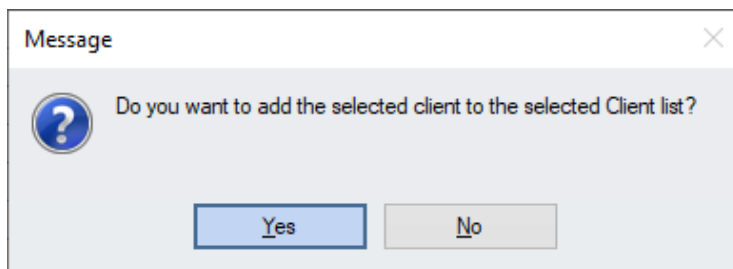 Message
Do you want to add the selected client to the selected Client list?
Yes
No